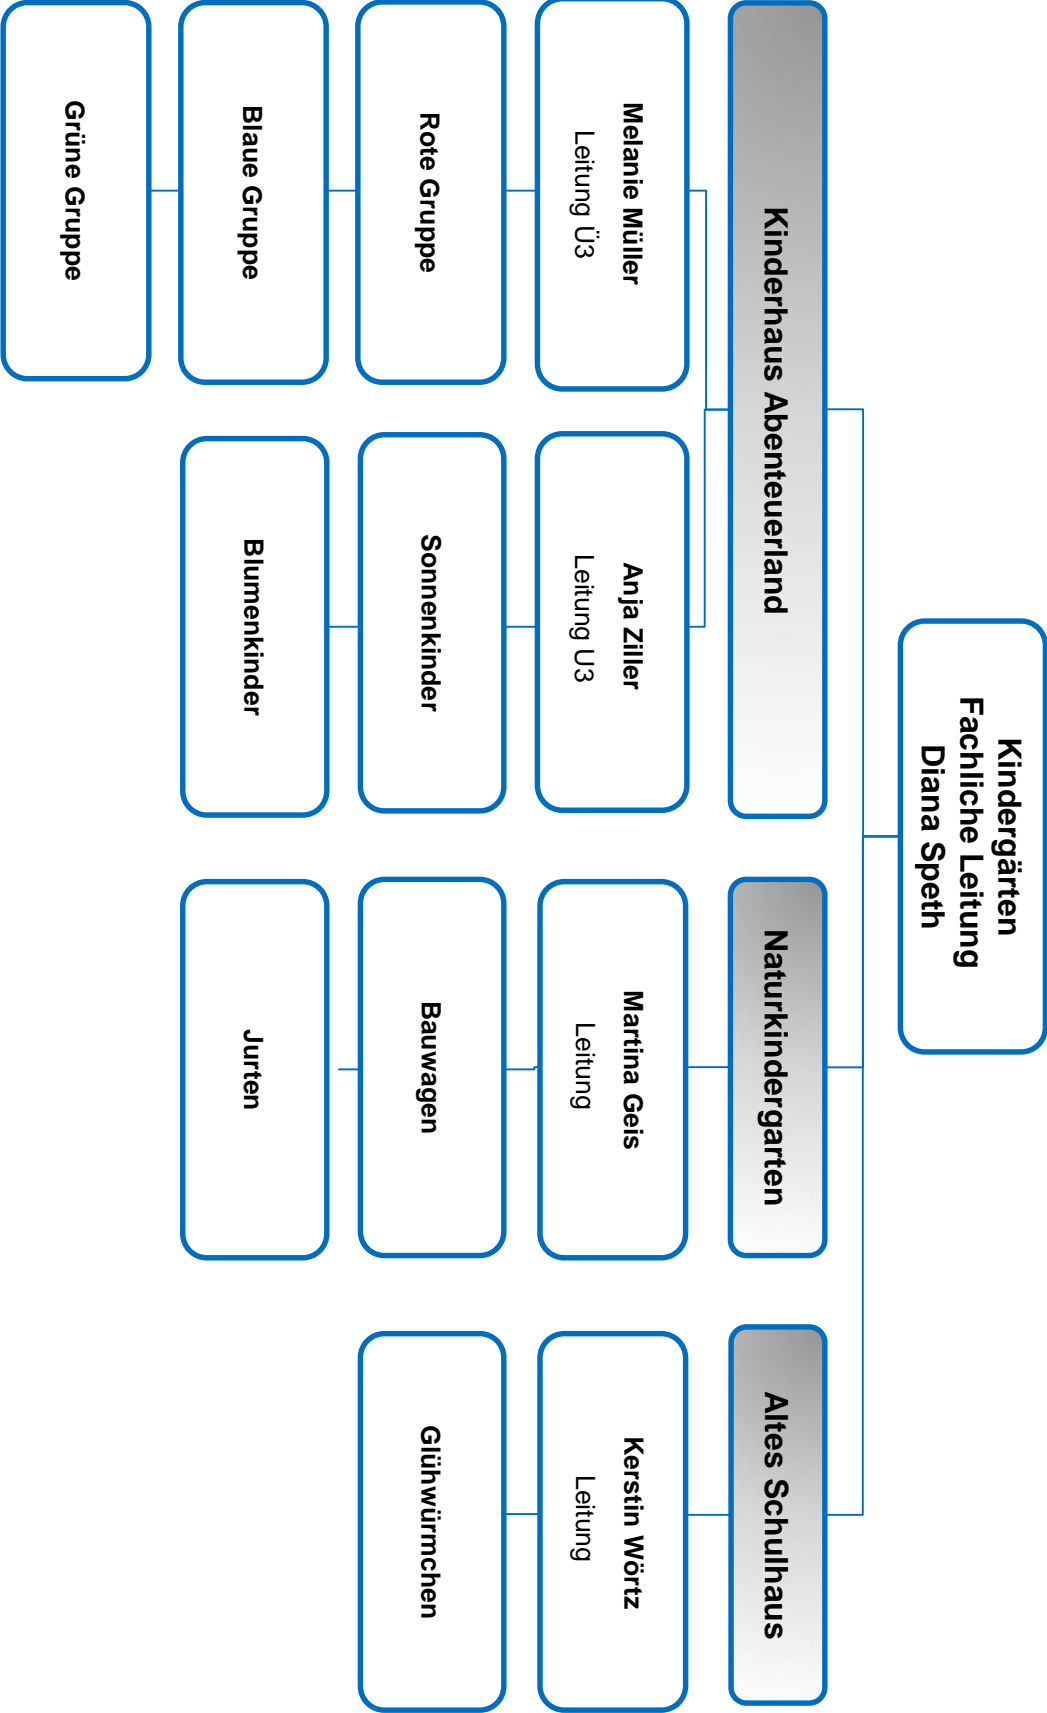 Kindergärten
Fachliche Leitung
Diana Speth
Kinderhaus Abenteuerland
Naturkindergarten
Altes Schulhaus
Melanie Müller
Leitung Ü3
Anja Ziller
Leitung U3
Martina Geis
Leitung
Kerstin Wörtz
Leitung
Rote Gruppe
Sonnenkinder
Bauwagen
Glühwürmchen
Blaue Gruppe
Blumenkinder
Jurten
Grüne Gruppe